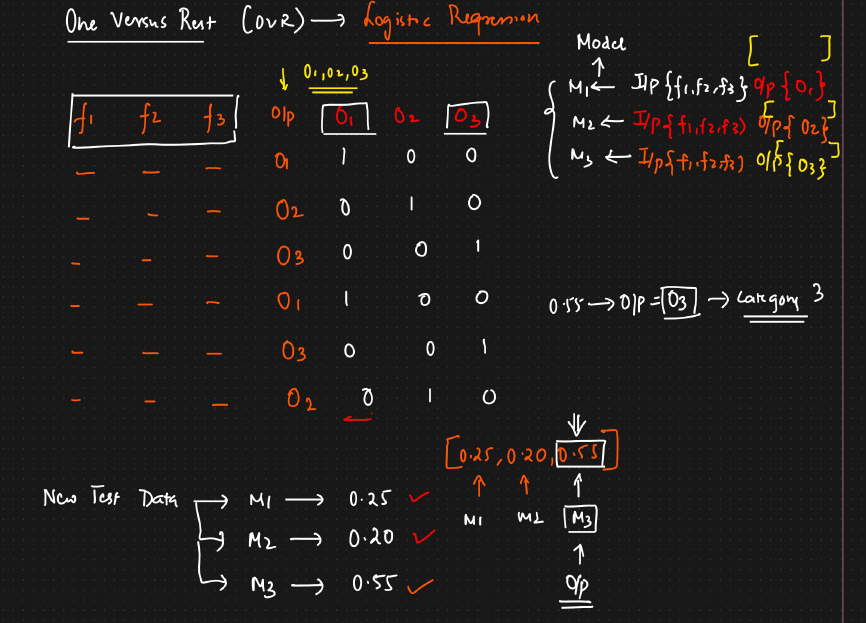 One Versus Rest (OVR) → Logistic Regression
Model
O1, O2, O3
f1 f2 f3 O/p O1 O2 O3
O1 1 0 0
O2 0 1 0
O3 0 0 1
O1 1 0 0
O3 0 0 1
O2 0 1 0
M1 ← I/p{f1, f2, f3} O/p{O1}
M2 ← I/p{f1, f2, f3} O/p{O2}
M3 ← I/p{f1, f2, f3} O/p{O3}
0.55 → O/p = O3 → Category 3
[0.25, 0.20, 0.55]
M1 M2 M3
O/p
New Test Data → M1 → 0.25 ✓
→ M2 → 0.20 ✓
→ M3 → 0.55 ✓